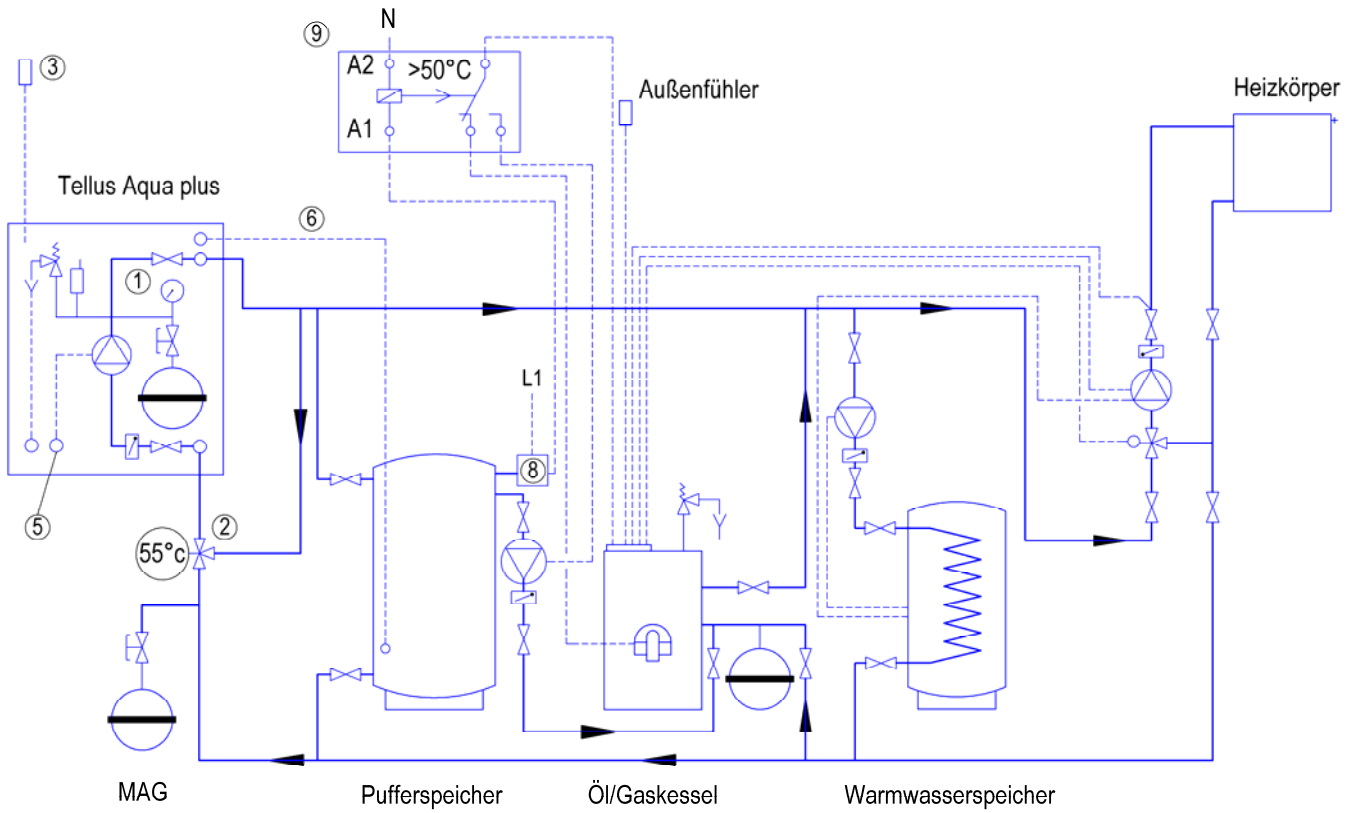 N
⑨
A2
>50°C
③
Außenfühler
Heizkörper
A1
Tellus Aqua plus
⑥
①
L1
⑧
⑤
②
55°c
MAG
Pufferspeicher
Öl/Gaskessel
Warmwasserspeicher